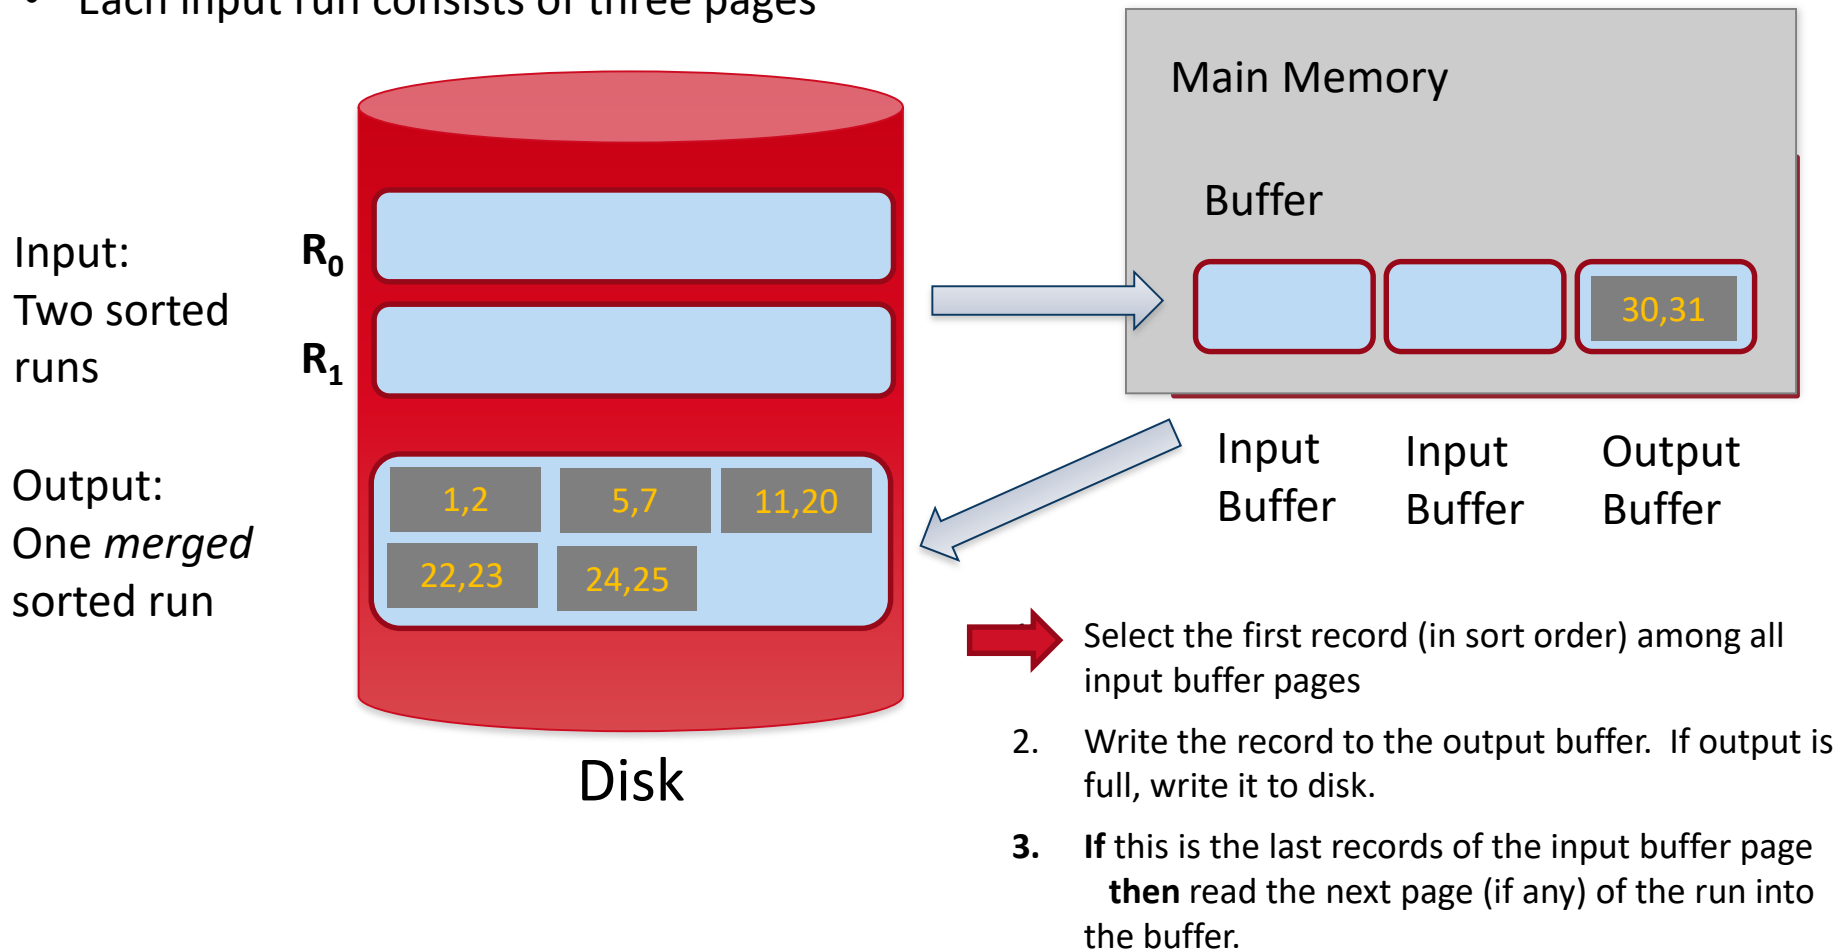 • Each input run consists of three pages
Main Memory
Buffer
Input:
Two sorted
runs
R0
R1
30,31
Input
Buffer
Input
Buffer
Output
Buffer
Output:
One merged
sorted run
1,2
5,7
11,20
22,23
24,25
Disk
Select the first record (in sort order) among all
input buffer pages
2. Write the record to the output buffer. If output is
full, write it to disk.
3. If this is the last records of the input buffer page
then read the next page (if any) of the run into
the buffer.